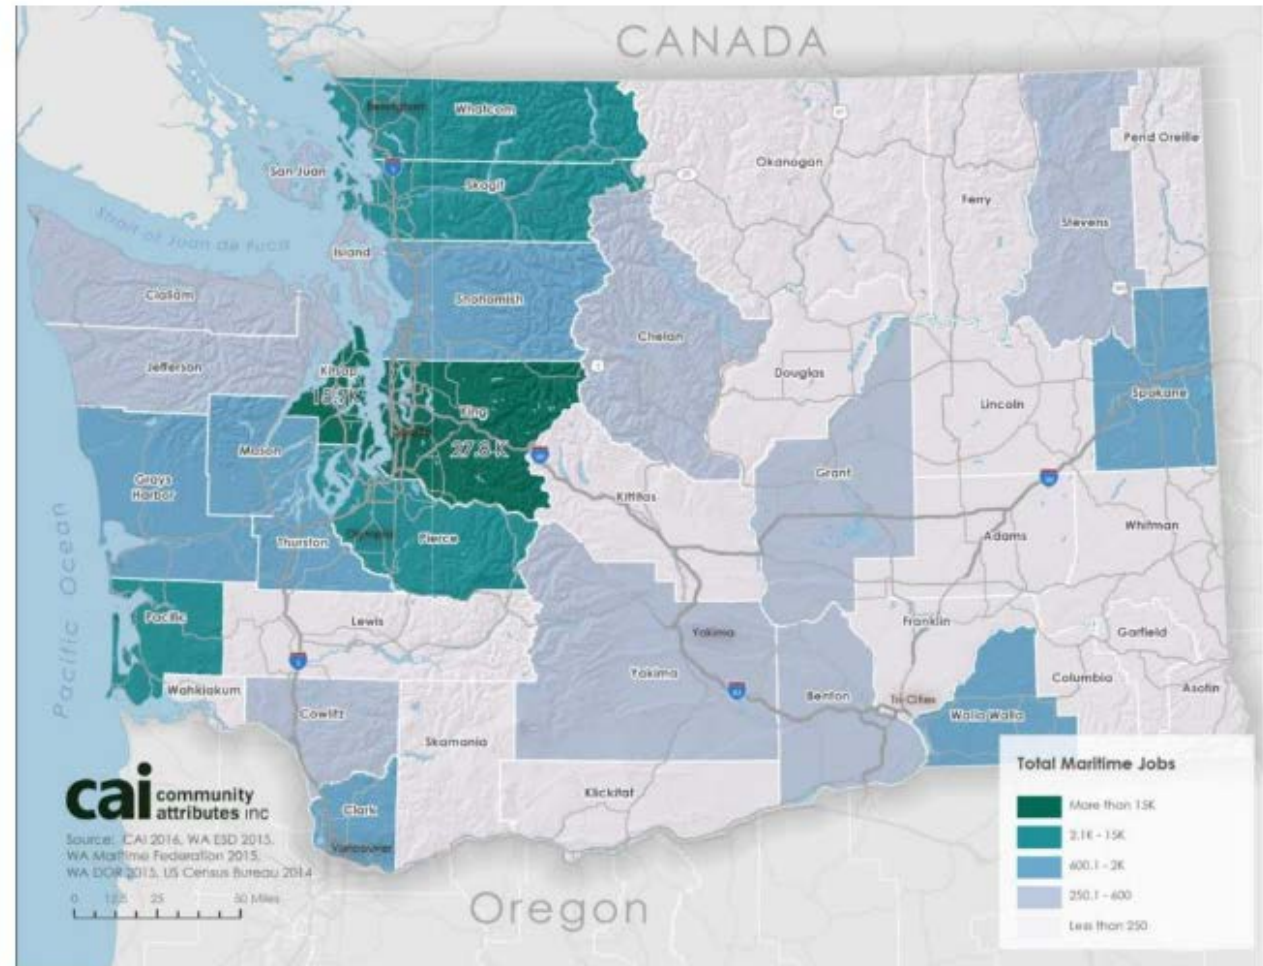 CANADA
Bellingham
Whatcom
Pend Oreille
Okanogan
San Juan
Skagit
Ferry
Stevens
Strait of Juan de Fuca
Island
Clallam
Snohomish
Chelan
Jefferson
Kitsap
Douglas
Spokane
King
Lincoln
27.8 K
Mason
Grays
Harbor
Grant
Kittitas
Pacific Ocean
Whitman
Thurston
Olympia
Pierce
Adams
Pacific
Lewis
Franklin
Yakima
Garfield
Yakima
Wahkiakum
Benton
Columbia
Asotin
Tri-Cities
Cowlitz
Walla Walla
Skamania
Klickitat
Clark
Vancouver
cai community
attributes inc
Source: CAI 2016, WA ESD 2015,
WA Maritime Federation 2015,
WA DOR 2015, US Census Bureau 2014
0 12.5 25 50 Miles
Oregon
Total Maritime Jobs
More than 15K
2.1K - 15K
600.1 - 2K
250.1 - 600
Less than 250